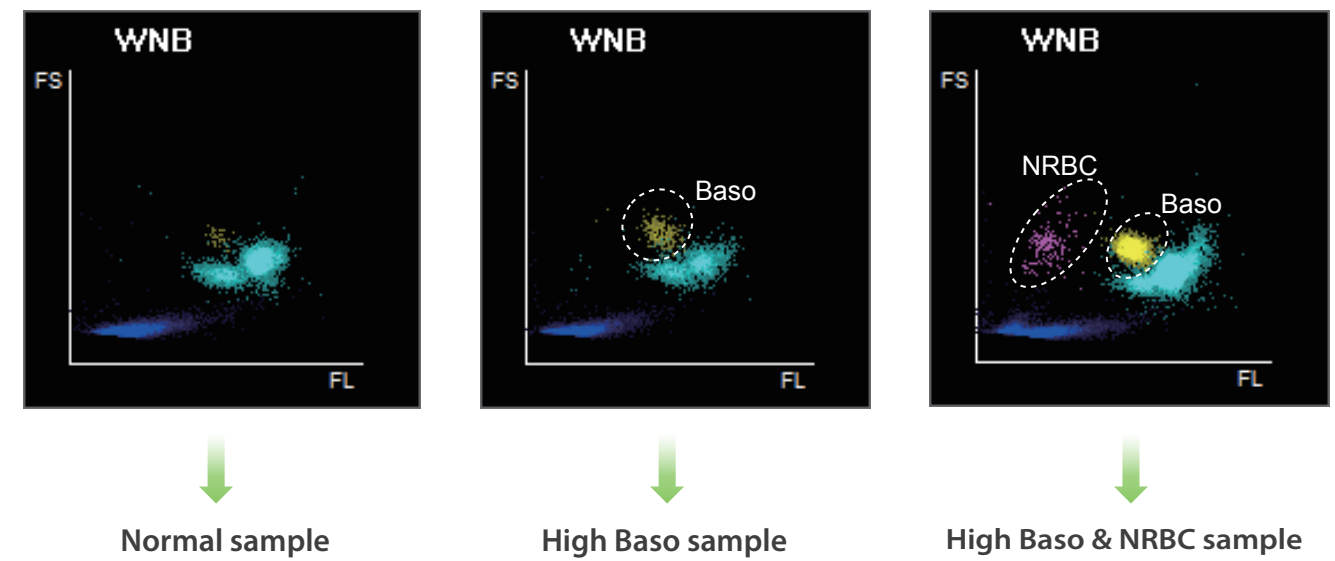 WNB
FS
FL
Normal sample
WNB
FS
Baso
FL
High Baso sample
WNB
FS
NRBC
Baso
FL
High Baso & NRBC sample